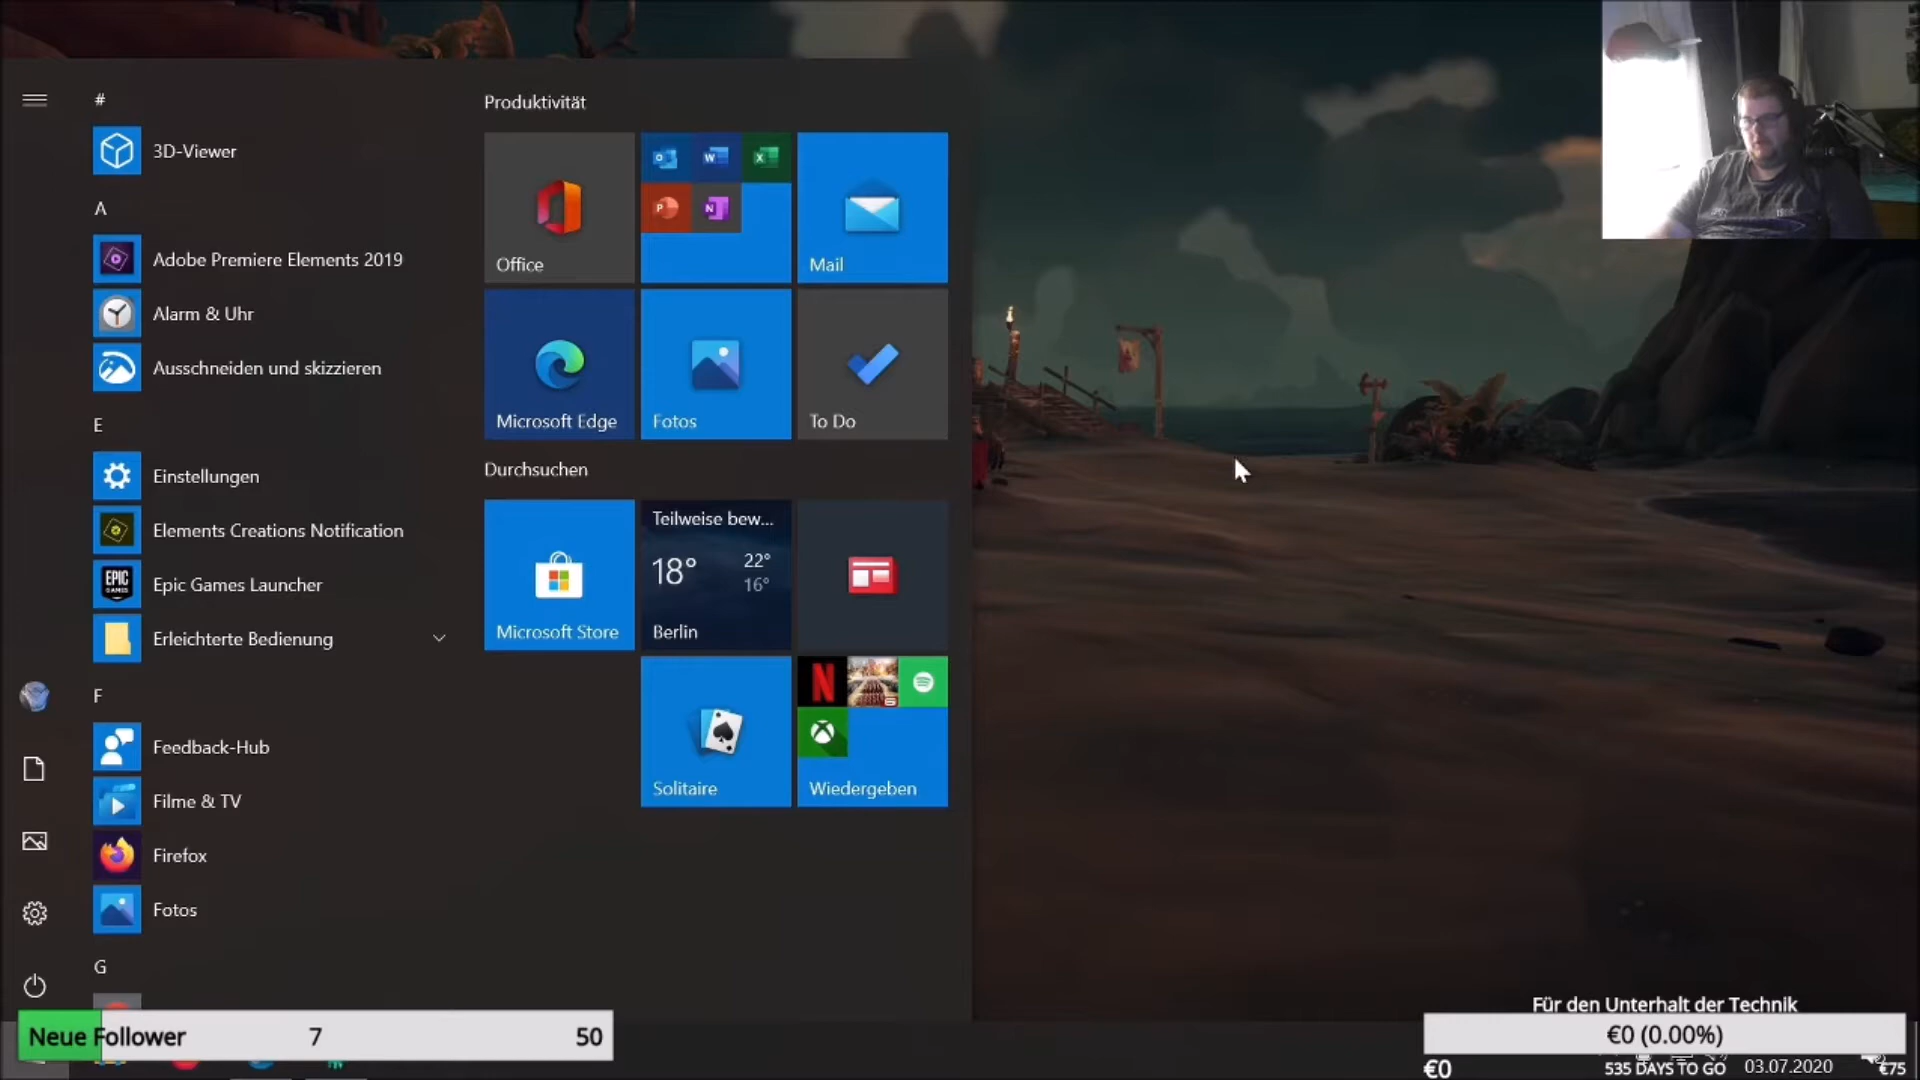 #
3D-Viewer
A
Adobe Premiere Elements 2019
Alarm & Uhr
Ausschneiden und skizzieren
E
Einstellungen
Elements Creations Notification
EPIC GAMES
Epic Games Launcher
Erleichterte Bedienung
F
Feedback-Hub
Filme & TV
Firefox
Fotos
G
Produktivität
Office
Mail
Microsoft Edge
Fotos
To Do
Durchsuchen
Microsoft Store
Teilweise bew...
18° 22°
16°
Berlin
Solitaire
Wiedergeben
Neue Follower 7 50
Für den Unterhalt der Technik
€0 (0.00%)
€0 535 DAYS TO GO 03.07.2020 €75